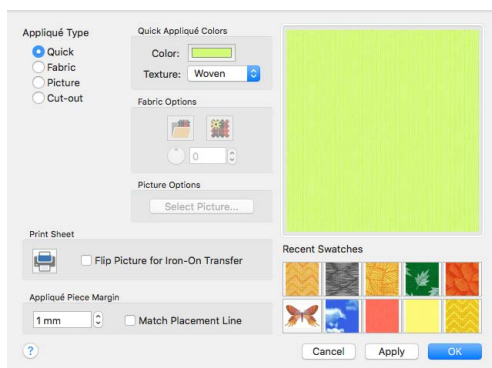 Appliqué Type
Quick
Fabric
Picture
Cut-out
Quick Appliqué Colors
Color:
Texture: Woven
Fabric Options
0
Picture Options
Select Picture...
Print Sheet
Flip Picture for Iron-On Transfer
Appliqué Piece Margin
1 mm
Match Placement Line
Recent Swatches
?
Cancel
Apply
OK